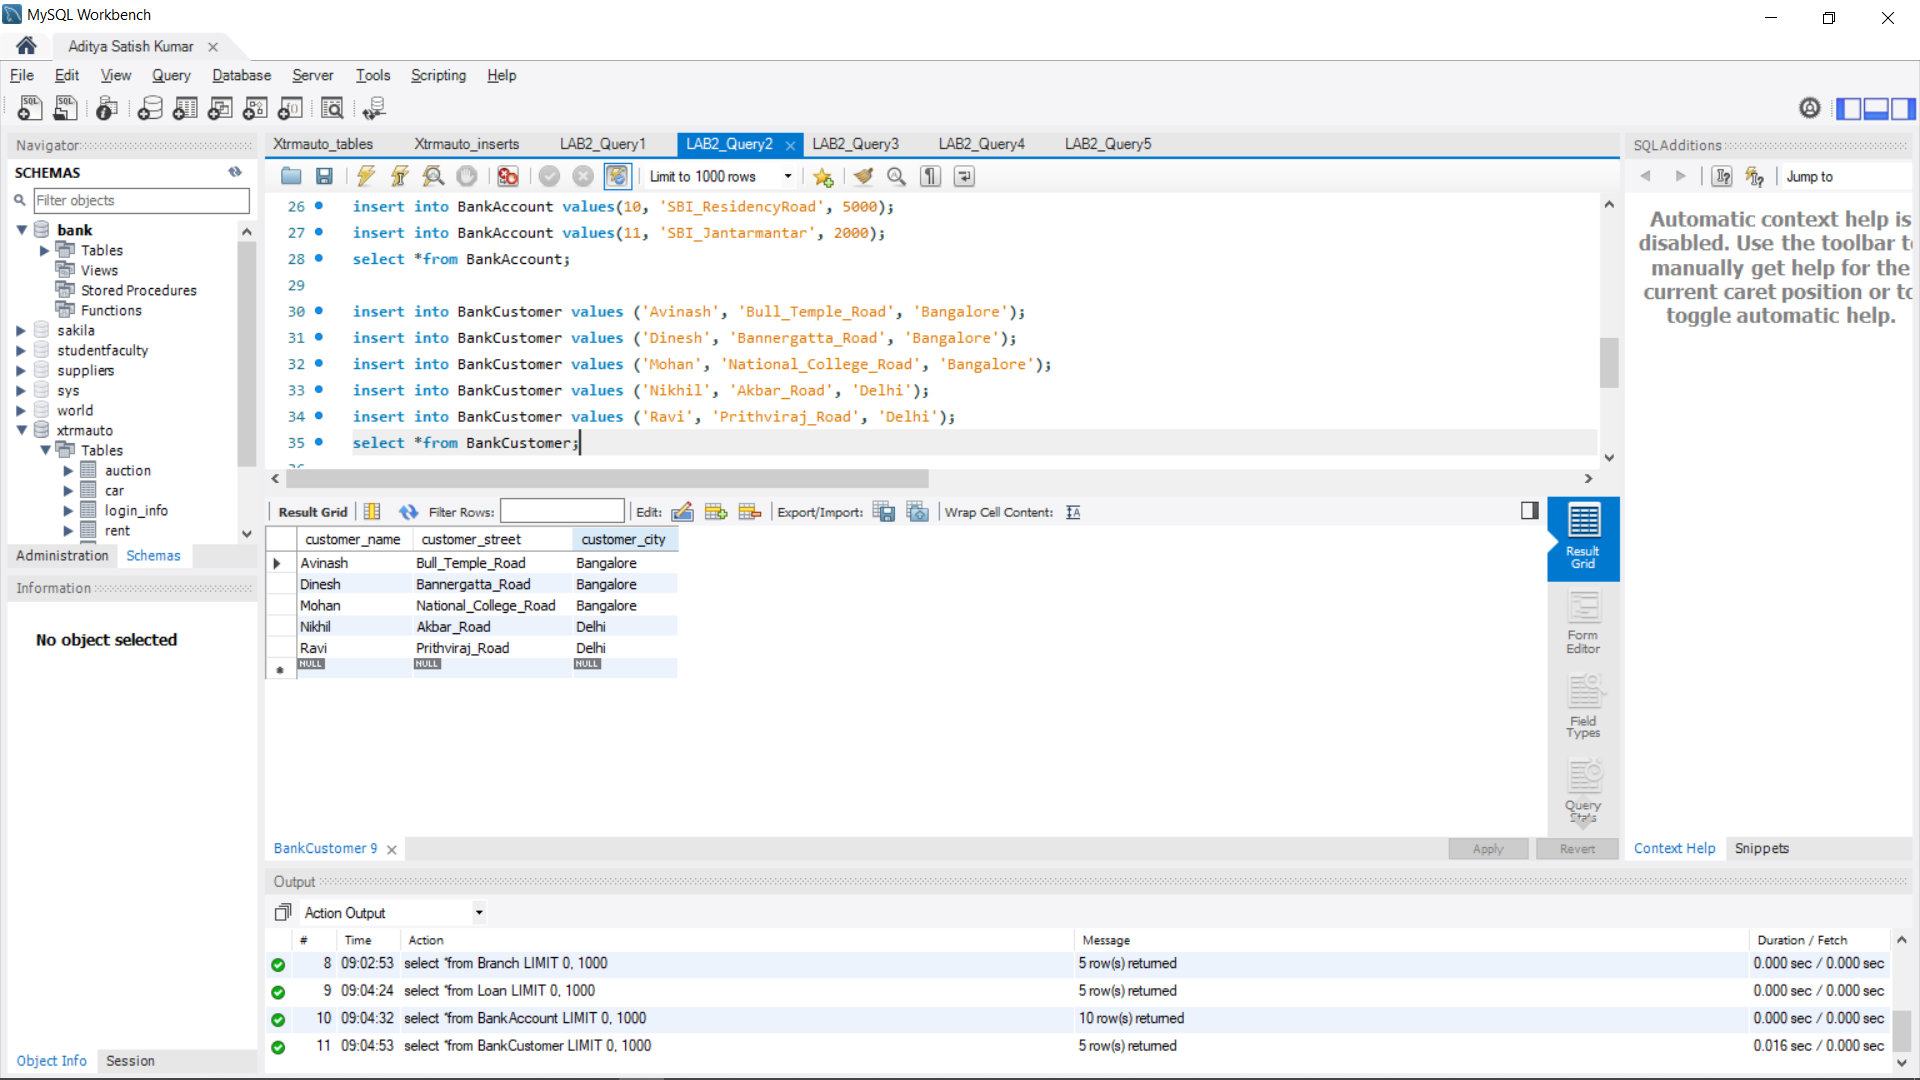 MySQL Workbench
Aditya Satish Kumar
File Edit View Query Database Server Tools Scripting Help
Navigator
SCHEMAS
Filter objects
bank
Tables
Views
Stored Procedures
Functions
sakila
studentfaculty
suppliers
sys
world
xtrmauto
Tables
auction
car
login_info
rent
Administration Schemas
Information
No object selected
Object Info Session
Xtrmauto_tables Xtrmauto_inserts LAB2_Query1 LAB2_Query2 LAB2_Query3 LAB2_Query4 LAB2_Query5
Limit to 1000 rows
26 insert into BankAccount values(10, 'SBI_ResidencyRoad', 5000);
27 insert into BankAccount values(11, 'SBI_Jantarmantar', 2000);
28 select *from BankAccount;
29
30 insert into BankCustomer values ('Avinash', 'Bull_Temple_Road', 'Bangalore');
31 insert into BankCustomer values ('Dinesh', 'Bannergatta_Road', 'Bangalore');
32 insert into BankCustomer values ('Mohan', 'National_College_Road', 'Bangalore');
33 insert into BankCustomer values ('Nikhil', 'Akbar_Road', 'Delhi');
34 insert into BankCustomer values ('Ravi', 'Prithviraj_Road', 'Delhi');
35 select *from BankCustomer;
Result Grid Filter Rows: Edit: Export/Import: Wrap Cell Content:
customer_name customer_street customer_city
Avinash Bull_Temple_Road Bangalore
Dinesh Bannergatta_Road Bangalore
Mohan National_College_Road Bangalore
Nikhil Akbar_Road Delhi
Ravi Prithviraj_Road Delhi
NULL NULL NULL
Result
Grid
Form
Editor
Field
Types
Query
Stats
BankCustomer 9
Apply Revert
SQLAdditions
Jump to
Automatic context help is
disabled. Use the toolbar t
manually get help for the
current caret position or to
toggle automatic help.
Context Help Snippets
Output
Action Output
# Time Action Message Duration / Fetch
8 09:02:53 select *from Branch LIMIT 0, 1000 5 row(s) returned 0.000 sec / 0.000 sec
9 09:04:24 select *from Loan LIMIT 0, 1000 5 row(s) returned 0.000 sec / 0.000 sec
10 09:04:32 select *from BankAccount LIMIT 0, 1000 10 row(s) returned 0.000 sec / 0.000 sec
11 09:04:53 select *from BankCustomer LIMIT 0, 1000 5 row(s) returned 0.016 sec / 0.000 sec